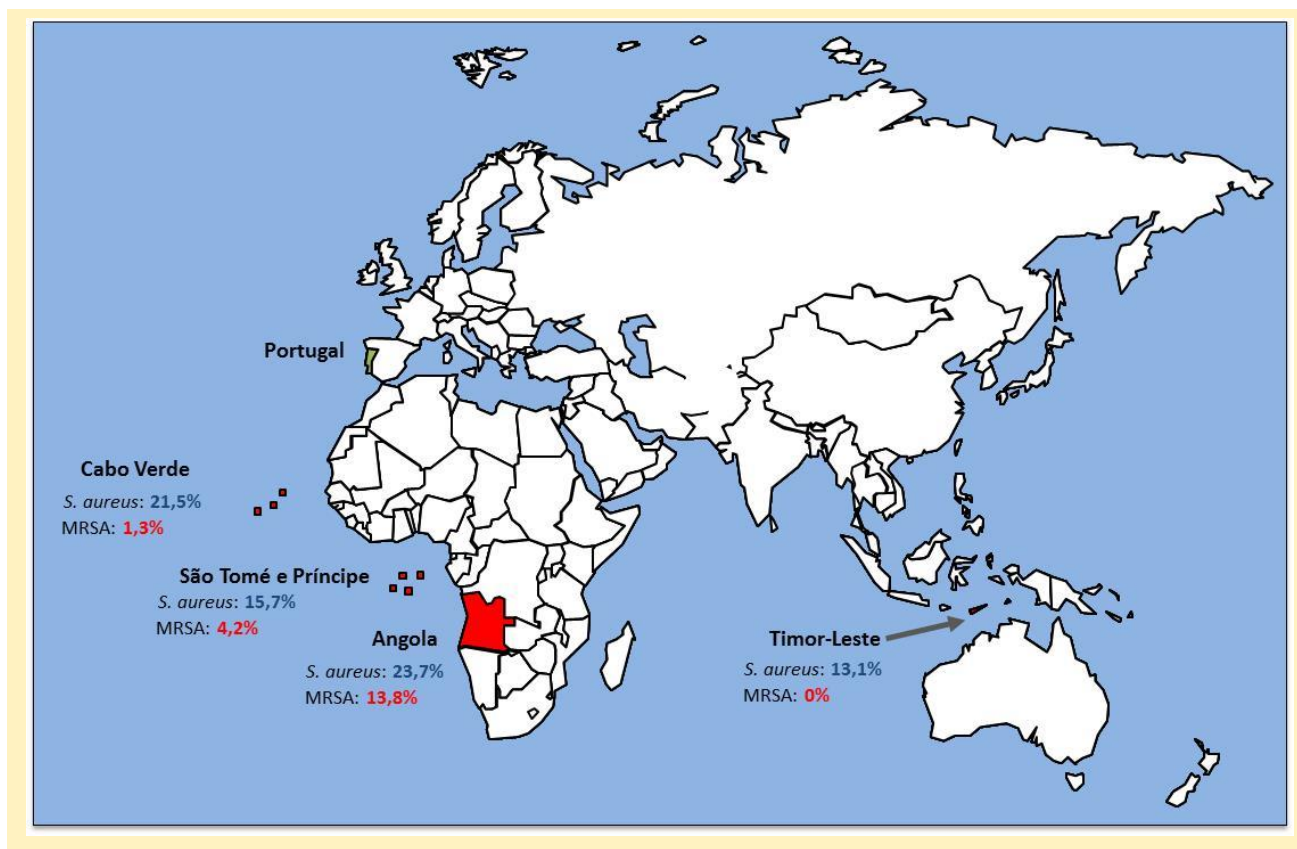 Portugal
Cabo Verde
S. aureus: 21,5%
MRSA: 1,3%
São Tomé e Príncipe
S. aureus: 15,7%
MRSA: 4,2%
Angola
S. aureus: 23,7%
MRSA: 13,8%
Timor-Leste
S. aureus: 13,1%
MRSA: 0%